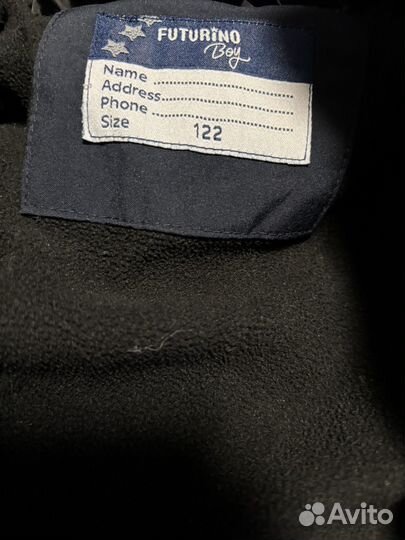 FUTURINO
Boy
Name ........................
Address ....................
Phone ......................
Size 122
Avito